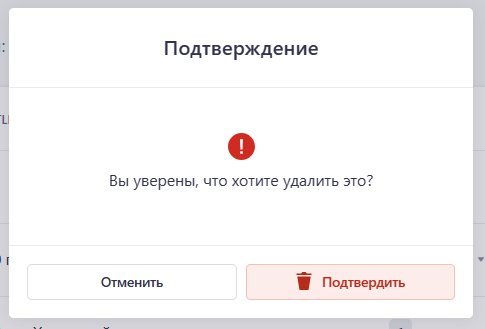 Подтверждение
Вы уверены, что хотите удалить это?
Отменить
Подтвердить